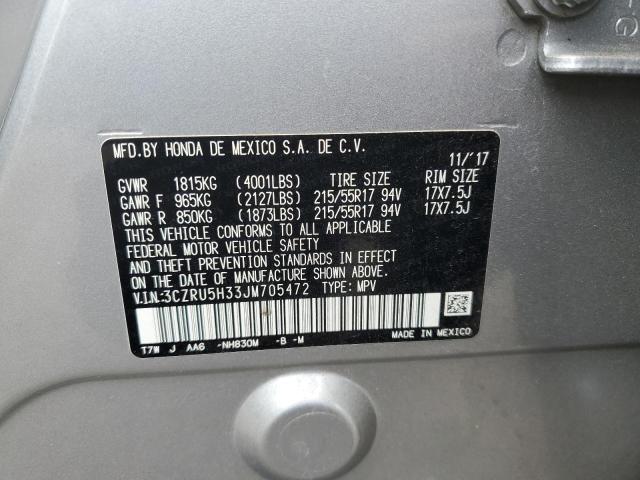 -G
MFD.BY HONDA DE MEXICO S.A. DE C.V.
11/'17
GVWR 1815KG (4001LBS) TIRE SIZE RIM SIZE
GAWR F 965KG (2127LBS) 215/55R17 94V 17X7.5J
GAWR R 850KG (1873LBS) 215/55R17 94V 17X7.5J
THIS VEHICLE CONFORMS TO ALL APPLICABLE
FEDERAL MOTOR VEHICLE SAFETY
AND THEFT PREVENTION STANDARDS IN EFFECT
ON THE DATE OF MANUFACTURE SHOWN ABOVE.
V.I.N:3CZRU5H33JM705472 TYPE: MPV
T7W J AA6 -NH830M -B -M MADE IN MEXICO